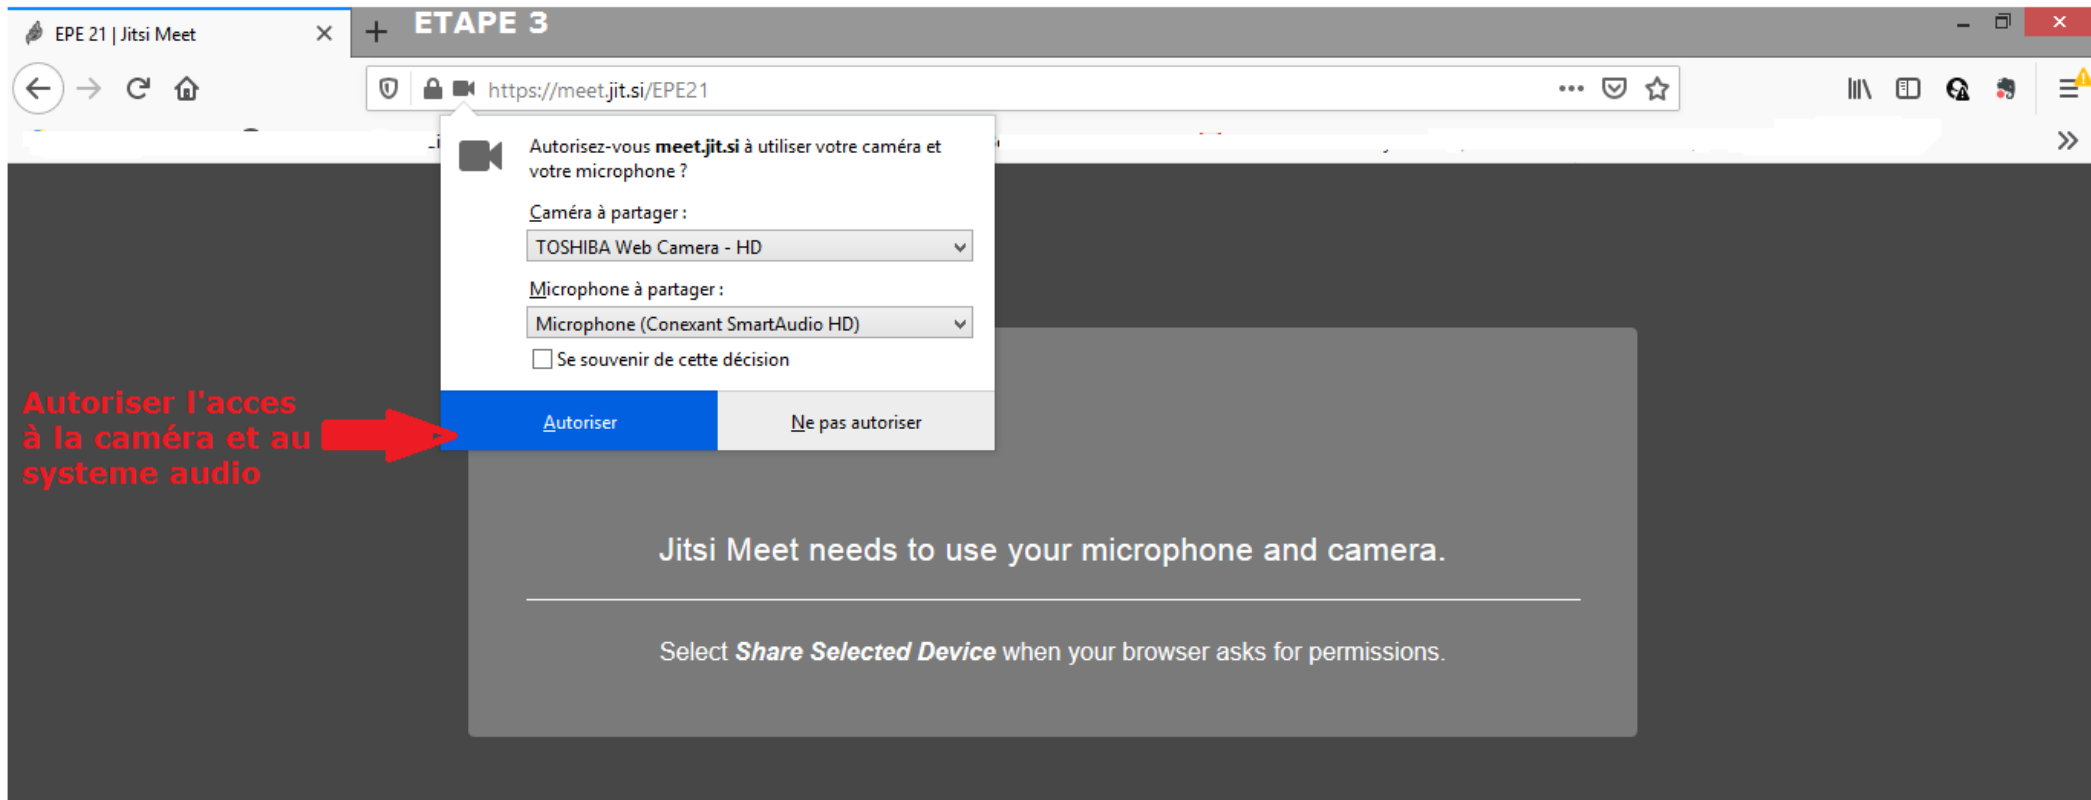 EPE 21 | Jitsi Meet
ETAPE 3
https://meet.jit.si/EPE21
Autorisez-vous meet.jit.si à utiliser votre caméra et
votre microphone ?
Caméra à partager :
TOSHIBA Web Camera - HD
Microphone à partager :
Microphone (Conexant SmartAudio HD)
Se souvenir de cette décision
Autoriser
Ne pas autoriser
Autoriser l'acces
à la caméra et au
systeme audio
Jitsi Meet needs to use your microphone and camera.
Select Share Selected Device when your browser asks for permissions.